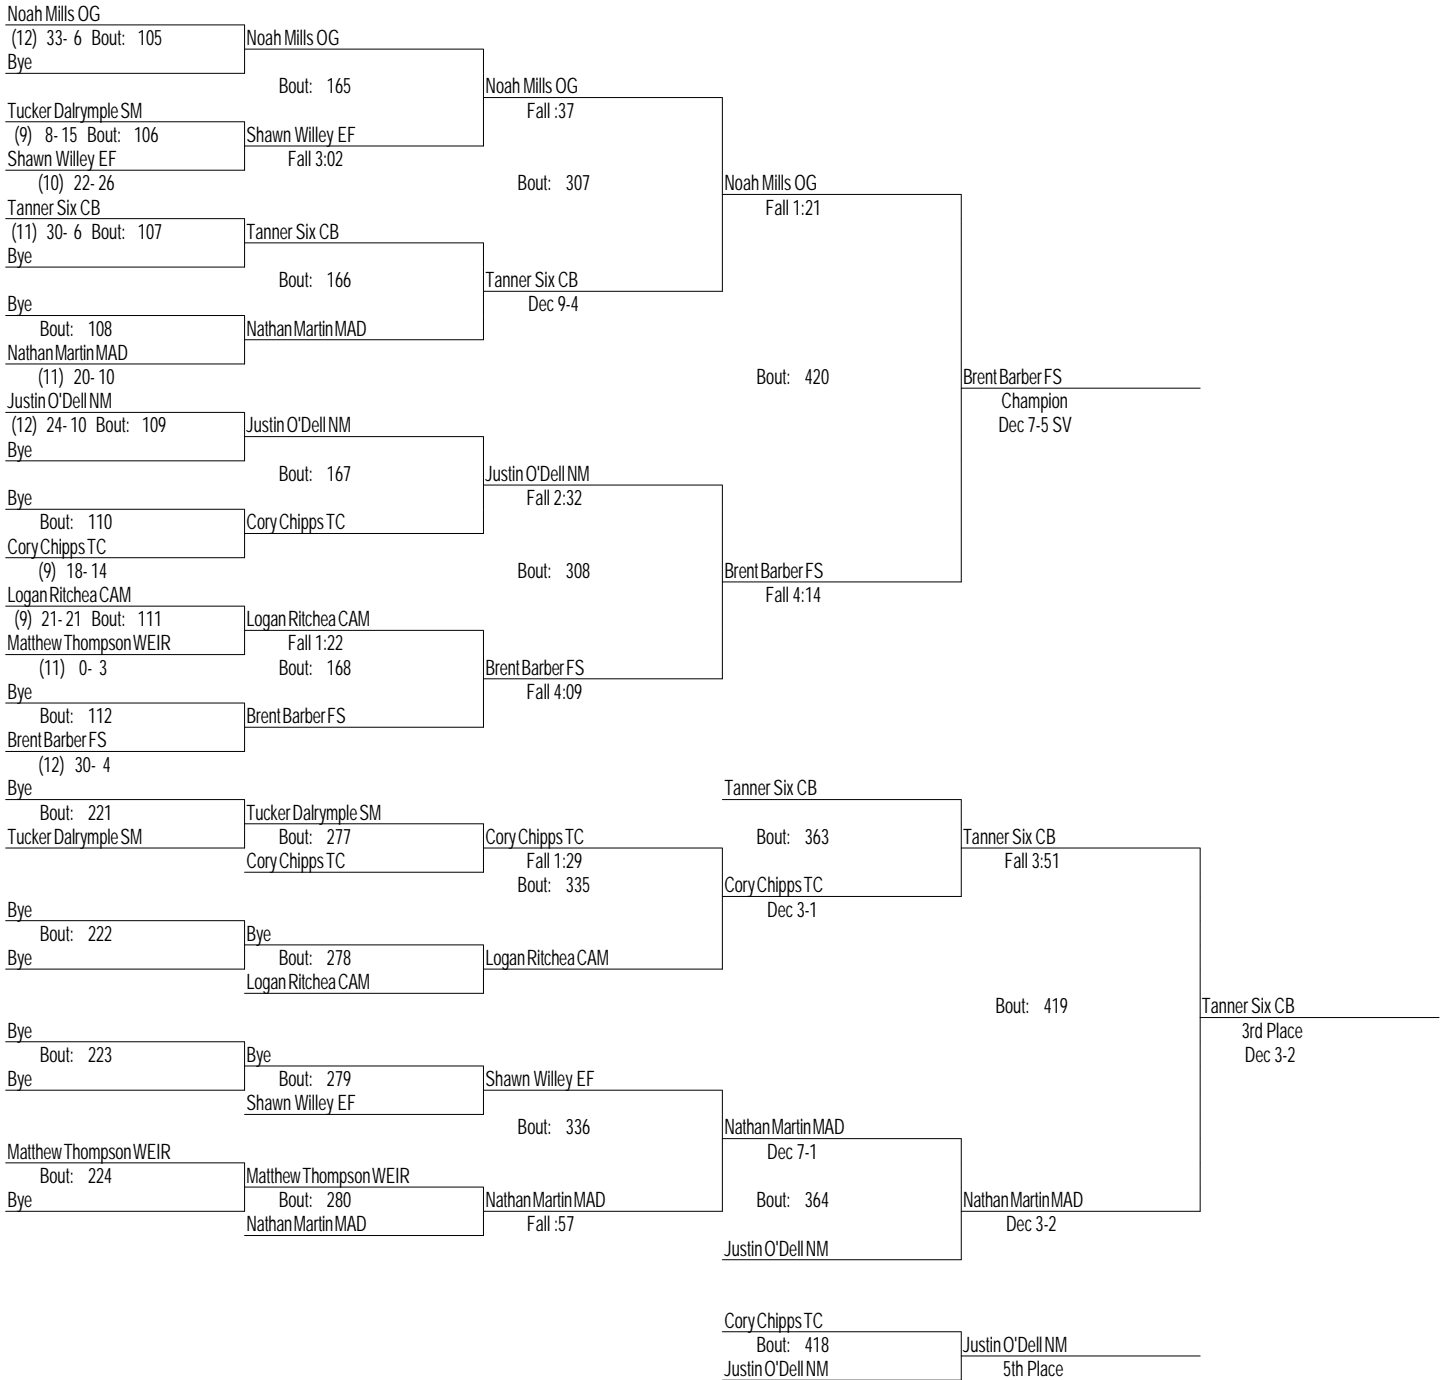 Noah Mills OG
(12) 33- 6 Bout: 105
Noah Mills OG
Bye
Bout: 165
Noah Mills OG
Fall :37
Tucker Dalrymple SM
(9) 8- 15 Bout: 106
Shawn Willey EF
Shawn Willey EF
Fall 3:02
(10) 22- 26
Bout: 307
Noah Mills OG
Fall 1:21
Tanner Six CB
(11) 30- 6 Bout: 107
Tanner Six CB
Bye
Bout: 166
Tanner Six CB
Dec 9-4
Bye
Bout: 108
Nathan Martin MAD
Nathan Martin MAD
(11) 20- 10
Bout: 420
Brent Barber FS
Champion
Dec 7-5 SV
Justin O'Dell NM
(12) 24- 10 Bout: 109
Justin O'Dell NM
Bye
Bout: 167
Justin O'Dell NM
Fall 2:32
Bye
Bout: 110
Cory Chipps TC
Cory Chipps TC
(9) 18- 14
Bout: 308
Brent Barber FS
Fall 4:14
Logan Ritchea CAM
(9) 21- 21 Bout: 111
Logan Ritchea CAM
Matthew Thompson WEIR
Fall 1:22
(11) 0- 3
Bout: 168
Brent Barber FS
Fall 4:09
Bye
Bout: 112
Brent Barber FS
Brent Barber FS
(12) 30- 4
Bye
Tanner Six CB
Bout: 221
Tucker Dalrymple SM
Tucker Dalrymple SM
Bout: 277
Cory Chipps TC
Bout: 363
Tanner Six CB
Cory Chipps TC
Fall 1:29
Fall 3:51
Bout: 335
Cory Chipps TC
Dec 3-1
Bye
Bout: 222
Bye
Bye
Bout: 278
Logan Ritchea CAM
Logan Ritchea CAM
Bout: 419
Tanner Six CB
3rd Place
Dec 3-2
Bye
Bout: 223
Bye
Bye
Bout: 279
Shawn Willey EF
Shawn Willey EF
Bout: 336
Nathan Martin MAD
Dec 7-1
Matthew Thompson WEIR
Bout: 224
Matthew Thompson WEIR
Bye
Bout: 280
Nathan Martin MAD
Bout: 364
Nathan Martin MAD
Nathan Martin MAD
Fall :57
Dec 3-2
Justin O'Dell NM
Cory Chipps TC
Bout: 418
Justin O'Dell NM
Justin O'Dell NM
5th Place